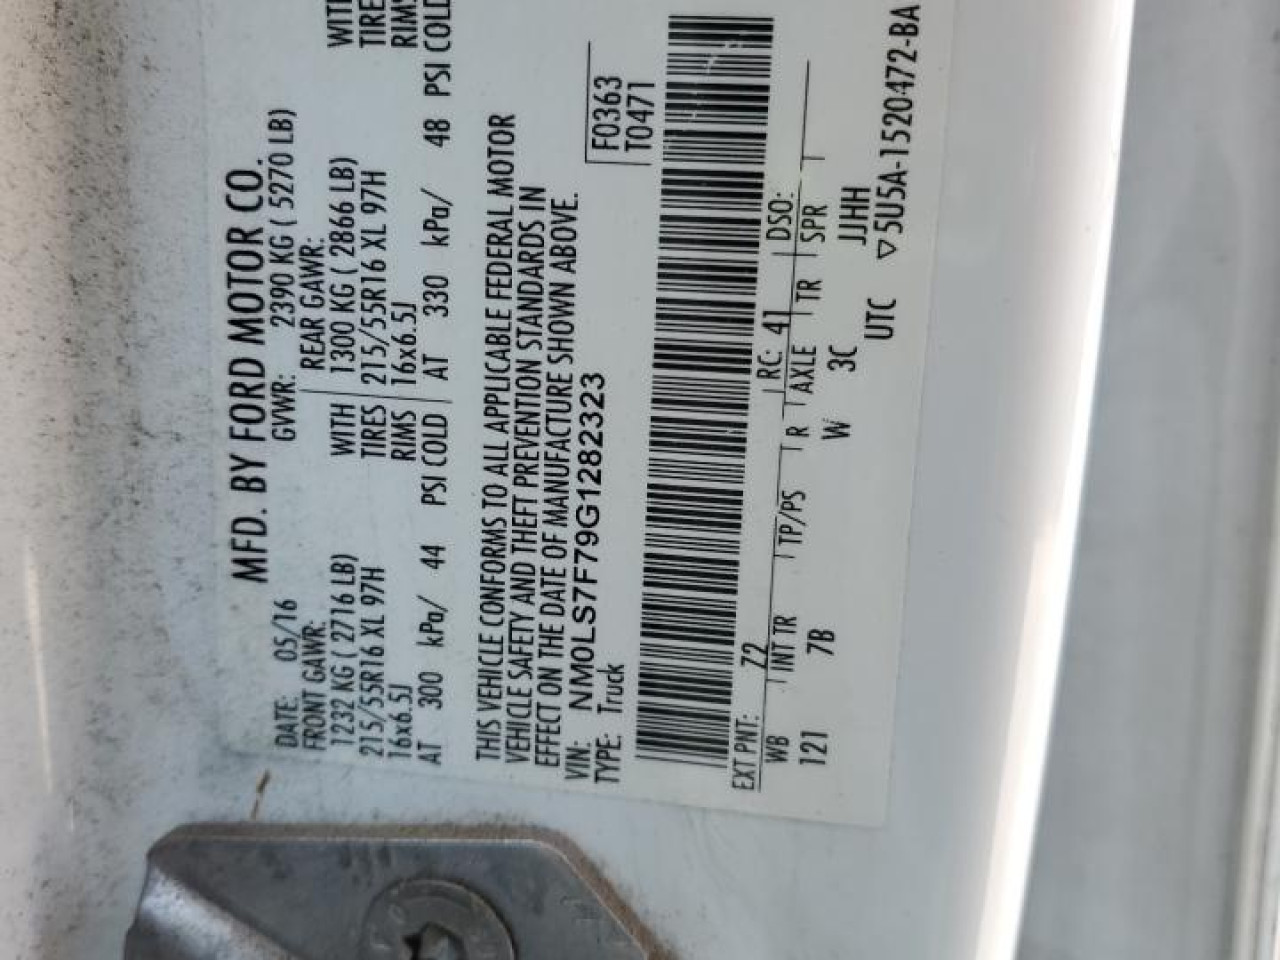 MFD. BY FORD MOTOR CO.
DATE: 05/16 GVWR: 2390 KG ( 5270 LB)
FRONT GAWR: REAR GAWR:
1232 KG ( 2716 LB) WITH 1300 KG ( 2866 LB) WITH
215/55R16 XL 97H TIRES 215/55R16 XL 97H TIRE
16x6.5J RIMS 16x6.5J RIMS
AT 300 kPa/ 44 PSI COLD AT 330 kPa/ 48 PSI COLD
THIS VEHICLE CONFORMS TO ALL APPLICABLE FEDERAL MOTOR
VEHICLE SAFETY AND THEFT PREVENTION STANDARDS IN
EFFECT ON THE DATE OF MANUFACTURE SHOWN ABOVE.
VIN: NM0LS7F79G1282323 F0363
TYPE: Truck T0471
EXT PNT: Z2 RC: 41 DSO:
WB INT TR TP/PS R AXLE TR SPR
121 7B W 3C JJHH
UTC ▽5U5A-1520472-BA